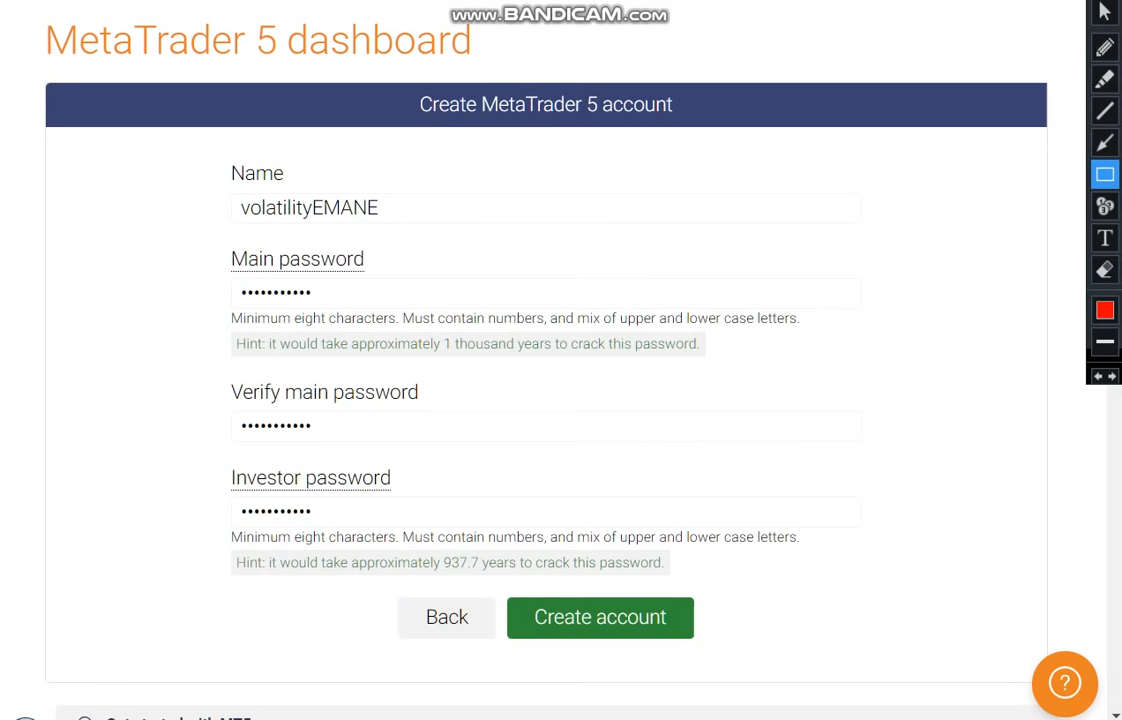 www.BANDICAM.com
MetaTrader 5 dashboard
Create MetaTrader 5 account
Name
volatilityEMANE
Main password
•••••••••••
Minimum eight characters. Must contain numbers, and mix of upper and lower case letters.
Hint: it would take approximately 1 thousand years to crack this password.
Verify main password
•••••••••••
Investor password
•••••••••••
Minimum eight characters. Must contain numbers, and mix of upper and lower case letters.
Hint: it would take approximately 937.7 years to crack this password.
Back Create account